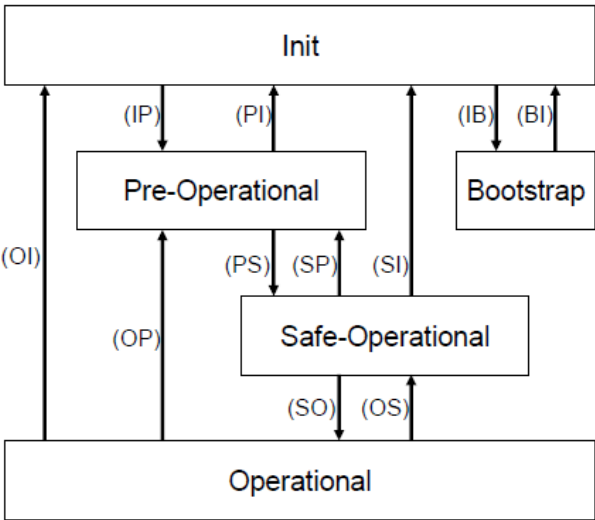 Init
(IP)
(PI)
(IB)
(BI)
Pre-Operational
Bootstrap
(OI)
(PS)
(SP)
(SI)
(OP)
Safe-Operational
(SO)
(OS)
Operational